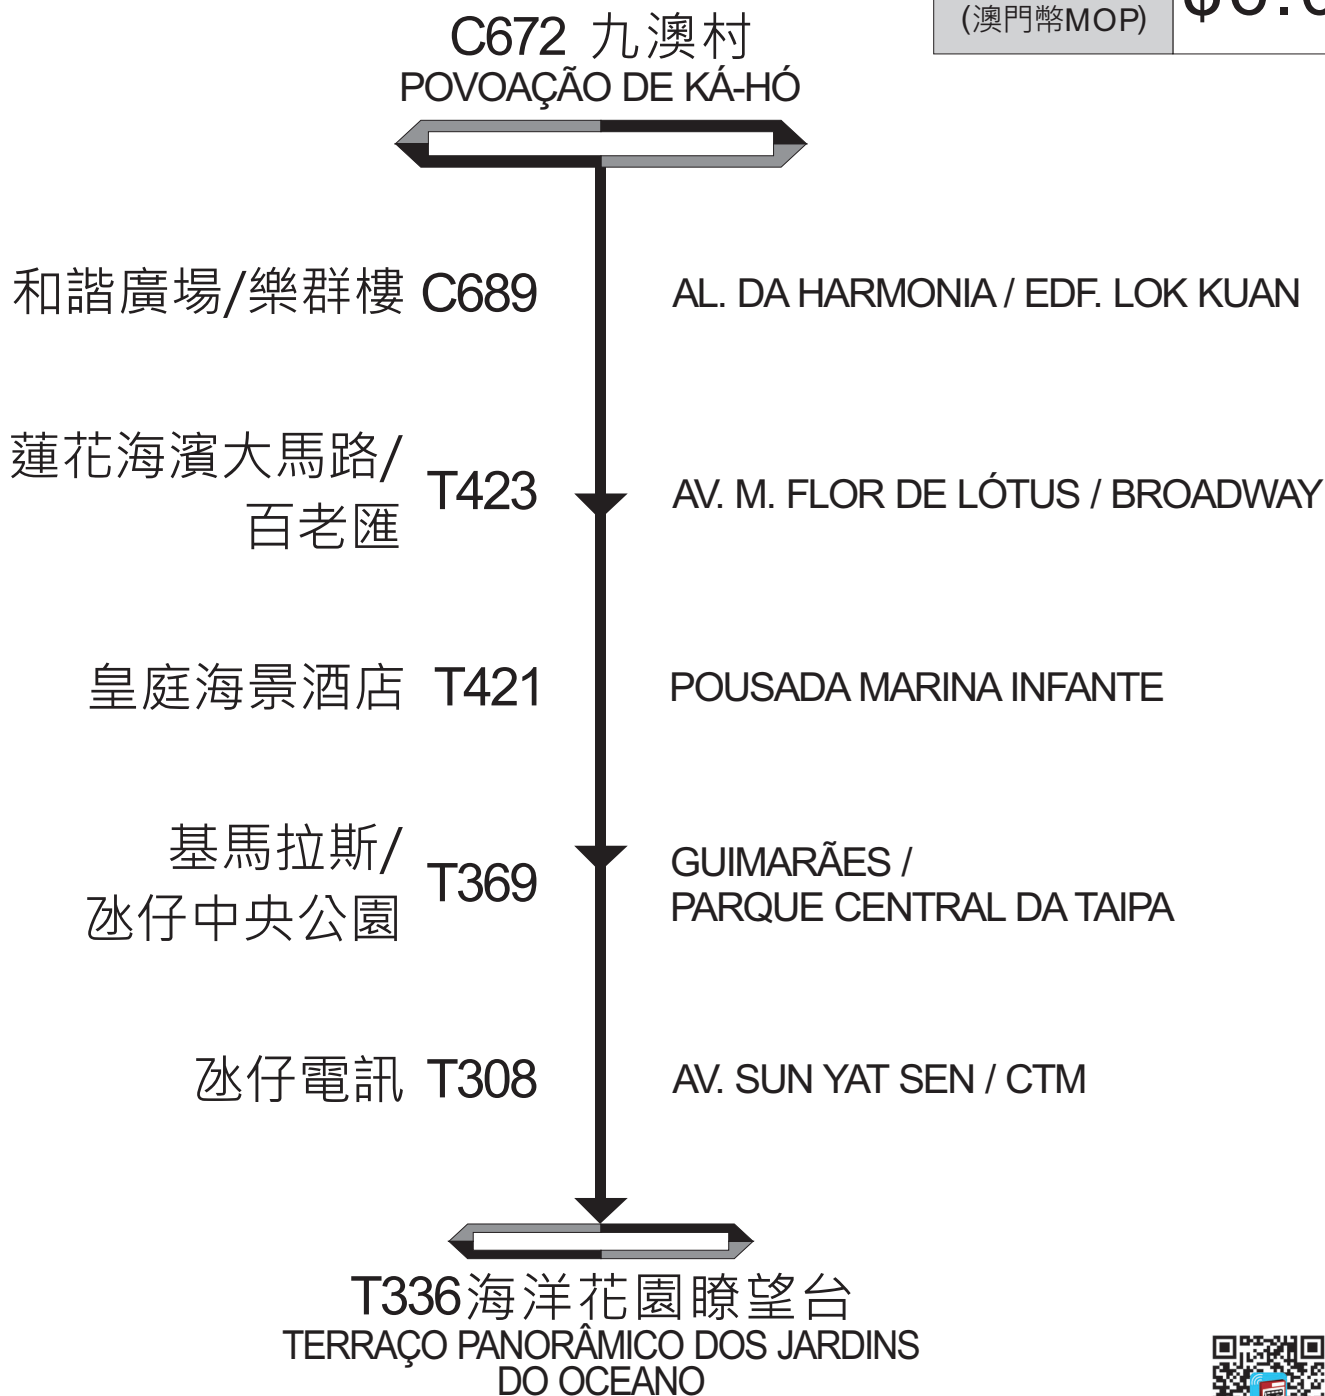 (澳門幣MOP)
C672 九澳村
POVOAÇÃO DE KÁ-HÓ
和諧廣場/樂群樓 C689 AL. DA HARMONIA / EDF. LOK KUAN
蓮花海濱大馬路/
百老匯 T423 AV. M. FLOR DE LÓTUS / BROADWAY
皇庭海景酒店 T421 POUSADA MARINA INFANTE
基馬拉斯/
氹仔中央公園 T369 GUIMARÃES /
PARQUE CENTRAL DA TAIPA
氹仔電訊 T308 AV. SUN YAT SEN / CTM
T336海洋花園瞭望台
TERRAÇO PANORÂMICO DOS JARDINS
DO OCEANO